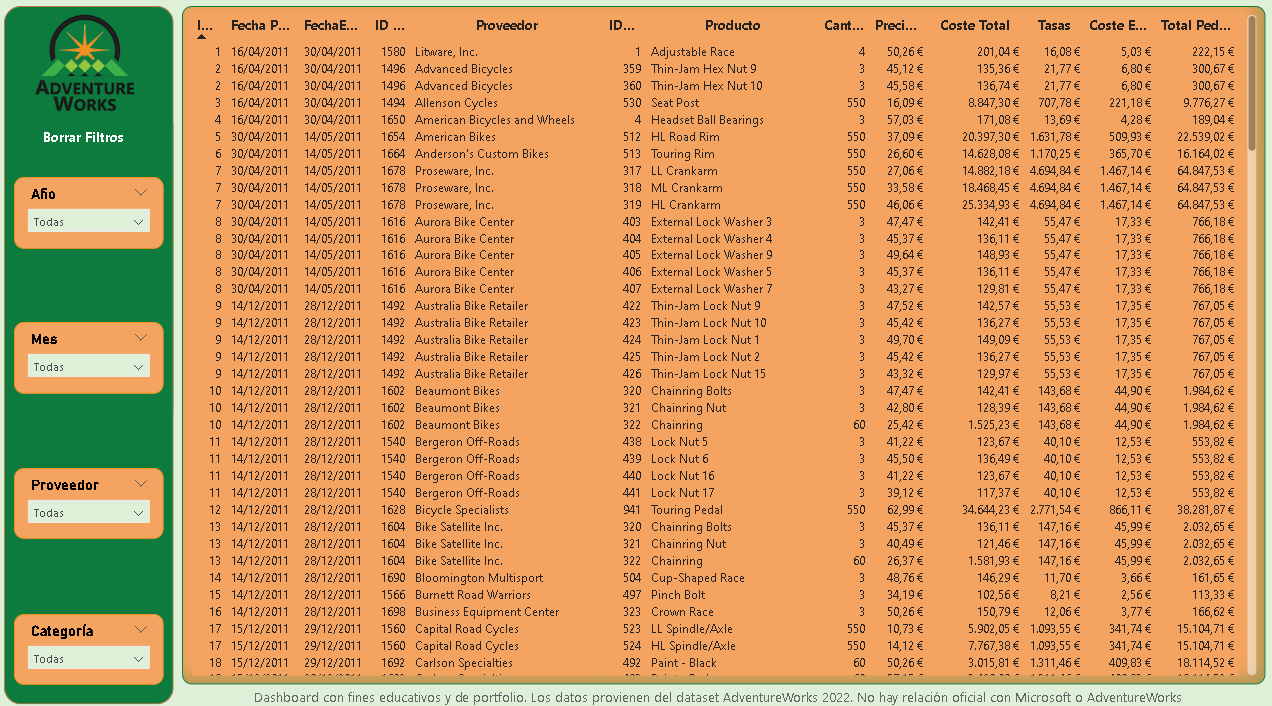 ADVENTURE
WORKS
Borrar Filtros
Año
Todas
Mes
Todas
Proveedor
Todas
Categoría
Todas
I... Fecha P... FechaE... ID ... Proveedor ID... Producto Cant... Preci... Coste Total Tasas Coste E... Total Ped...
1 16/04/2011 30/04/2011 1580 Litware, Inc. 1 Adjustable Race 4 50,26 € 201,04 € 16,08 € 5,03 € 222,15 €
2 16/04/2011 30/04/2011 1496 Advanced Bicycles 359 Thin-Jam Hex Nut 9 3 45,12 € 135,36 € 21,77 € 6,80 € 300,67 €
2 16/04/2011 30/04/2011 1496 Advanced Bicycles 360 Thin-Jam Hex Nut 10 3 45,58 € 136,74 € 21,77 € 6,80 € 300,67 €
3 16/04/2011 30/04/2011 1494 Allenson Cycles 530 Seat Post 550 16,09 € 8.847,30 € 707,78 € 221,18 € 9.776,27 €
4 16/04/2011 30/04/2011 1650 American Bicycles and Wheels 4 Headset Ball Bearings 3 57,03 € 171,08 € 13,69 € 4,28 € 189,04 €
5 30/04/2011 14/05/2011 1654 American Bikes 512 HL Road Rim 550 37,09 € 20.397,30 € 1.631,78 € 509,93 € 22.539,02 €
6 30/04/2011 14/05/2011 1664 Anderson's Custom Bikes 513 Touring Rim 550 26,60 € 14.628,08 € 1.170,25 € 365,70 € 16.164,02 €
7 30/04/2011 14/05/2011 1678 Proseware, Inc. 317 LL Crankarm 550 27,06 € 14.882,18 € 4.694,84 € 1.467,14 € 64.847,53 €
7 30/04/2011 14/05/2011 1678 Proseware, Inc. 318 ML Crankarm 550 33,58 € 18.468,45 € 4.694,84 € 1.467,14 € 64.847,53 €
7 30/04/2011 14/05/2011 1678 Proseware, Inc. 319 HL Crankarm 550 46,06 € 25.334,93 € 4.694,84 € 1.467,14 € 64.847,53 €
8 30/04/2011 14/05/2011 1616 Aurora Bike Center 403 External Lock Washer 3 3 47,47 € 142,41 € 55,47 € 17,33 € 766,18 €
8 30/04/2011 14/05/2011 1616 Aurora Bike Center 404 External Lock Washer 4 3 45,37 € 136,11 € 55,47 € 17,33 € 766,18 €
8 30/04/2011 14/05/2011 1616 Aurora Bike Center 405 External Lock Washer 9 3 49,64 € 148,93 € 55,47 € 17,33 € 766,18 €
8 30/04/2011 14/05/2011 1616 Aurora Bike Center 406 External Lock Washer 5 3 45,37 € 136,11 € 55,47 € 17,33 € 766,18 €
8 30/04/2011 14/05/2011 1616 Aurora Bike Center 407 External Lock Washer 7 3 43,27 € 129,81 € 55,47 € 17,33 € 766,18 €
9 14/12/2011 28/12/2011 1492 Australia Bike Retailer 422 Thin-Jam Lock Nut 9 3 47,52 € 142,57 € 55,53 € 17,35 € 767,05 €
9 14/12/2011 28/12/2011 1492 Australia Bike Retailer 423 Thin-Jam Lock Nut 10 3 45,42 € 136,27 € 55,53 € 17,35 € 767,05 €
9 14/12/2011 28/12/2011 1492 Australia Bike Retailer 424 Thin-Jam Lock Nut 1 3 49,70 € 149,09 € 55,53 € 17,35 € 767,05 €
9 14/12/2011 28/12/2011 1492 Australia Bike Retailer 425 Thin-Jam Lock Nut 2 3 45,42 € 136,27 € 55,53 € 17,35 € 767,05 €
9 14/12/2011 28/12/2011 1492 Australia Bike Retailer 426 Thin-Jam Lock Nut 15 3 43,32 € 129,97 € 55,53 € 17,35 € 767,05 €
10 14/12/2011 28/12/2011 1602 Beaumont Bikes 320 Chainring Bolts 3 47,47 € 142,41 € 143,68 € 44,90 € 1.984,62 €
10 14/12/2011 28/12/2011 1602 Beaumont Bikes 321 Chainring Nut 3 42,80 € 128,39 € 143,68 € 44,90 € 1.984,62 €
10 14/12/2011 28/12/2011 1602 Beaumont Bikes 322 Chainring 60 25,42 € 1.525,23 € 143,68 € 44,90 € 1.984,62 €
11 14/12/2011 28/12/2011 1540 Bergeron Off-Roads 438 Lock Nut 5 3 41,22 € 123,67 € 40,10 € 12,53 € 553,82 €
11 14/12/2011 28/12/2011 1540 Bergeron Off-Roads 439 Lock Nut 6 3 45,50 € 136,49 € 40,10 € 12,53 € 553,82 €
11 14/12/2011 28/12/2011 1540 Bergeron Off-Roads 440 Lock Nut 16 3 41,22 € 123,67 € 40,10 € 12,53 € 553,82 €
11 14/12/2011 28/12/2011 1540 Bergeron Off-Roads 441 Lock Nut 17 3 39,12 € 117,37 € 40,10 € 12,53 € 553,82 €
12 14/12/2011 28/12/2011 1628 Bicycle Specialists 941 Touring Pedal 550 62,99 € 34.644,23 € 2.771,54 € 866,11 € 38.281,87 €
13 14/12/2011 28/12/2011 1604 Bike Satellite Inc. 320 Chainring Bolts 3 45,37 € 136,11 € 147,16 € 45,99 € 2.032,65 €
13 14/12/2011 28/12/2011 1604 Bike Satellite Inc. 321 Chainring Nut 3 40,49 € 121,46 € 147,16 € 45,99 € 2.032,65 €
13 14/12/2011 28/12/2011 1604 Bike Satellite Inc. 322 Chainring 60 26,37 € 1.581,93 € 147,16 € 45,99 € 2.032,65 €
14 14/12/2011 28/12/2011 1690 Bloomington Multisport 504 Cup-Shaped Race 3 48,76 € 146,29 € 11,70 € 3,66 € 161,65 €
15 14/12/2011 28/12/2011 1566 Burnett Road Warriors 497 Pinch Bolt 3 34,19 € 102,56 € 8,21 € 2,56 € 113,33 €
16 14/12/2011 28/12/2011 1698 Business Equipment Center 323 Crown Race 3 50,26 € 150,79 € 12,06 € 3,77 € 166,62 €
17 15/12/2011 29/12/2011 1560 Capital Road Cycles 523 LL Spindle/Axle 550 10,73 € 5.902,05 € 1.093,55 € 341,74 € 15.104,71 €
17 15/12/2011 29/12/2011 1560 Capital Road Cycles 524 HL Spindle/Axle 550 14,12 € 7.767,38 € 1.093,55 € 341,74 € 15.104,71 €
18 15/12/2011 29/12/2011 1692 Carlson Specialties 492 Paint - Black 60 50,26 € 3.015,81 € 1.311,46 € 409,83 € 18.114,52 €
Dashboard con fines educativos y de portfolio. Los datos provienen del dataset AdventureWorks 2022. No hay relación oficial con Microsoft o AdventureWorks